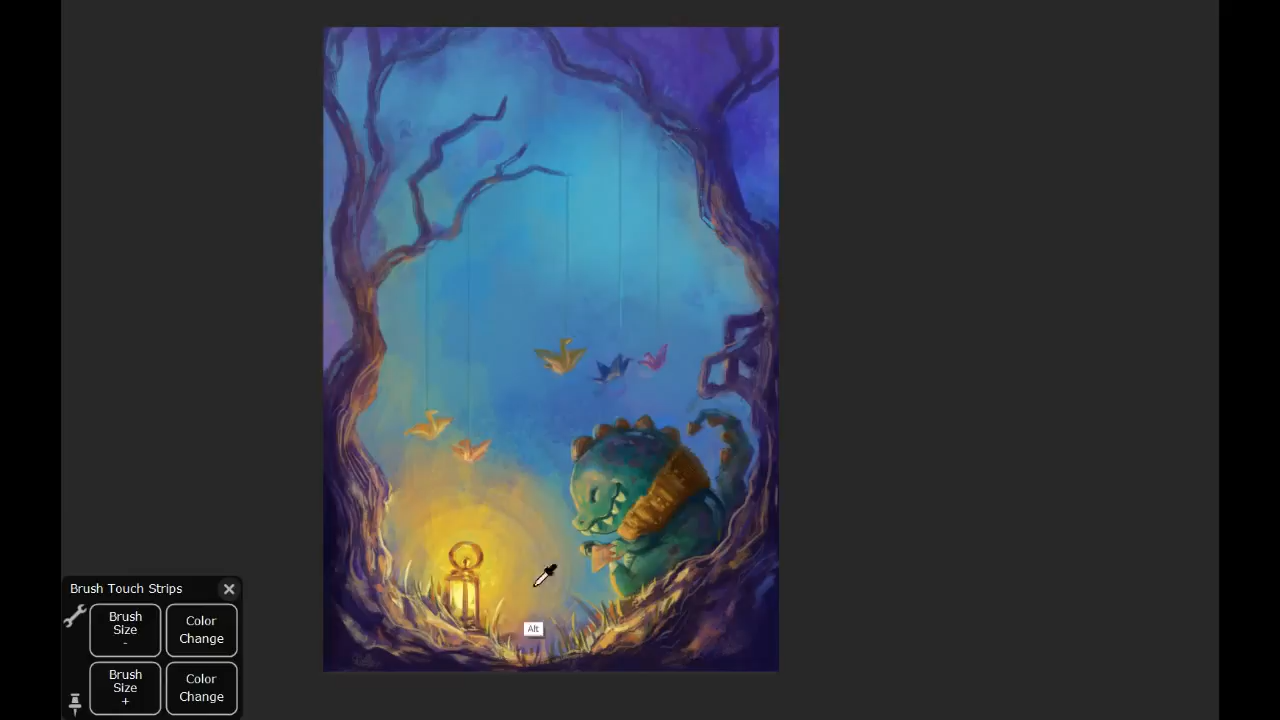 Alt
Brush Touch Strips
Brush
Size
-
Color
Change
Brush
Size
+
Color
Change